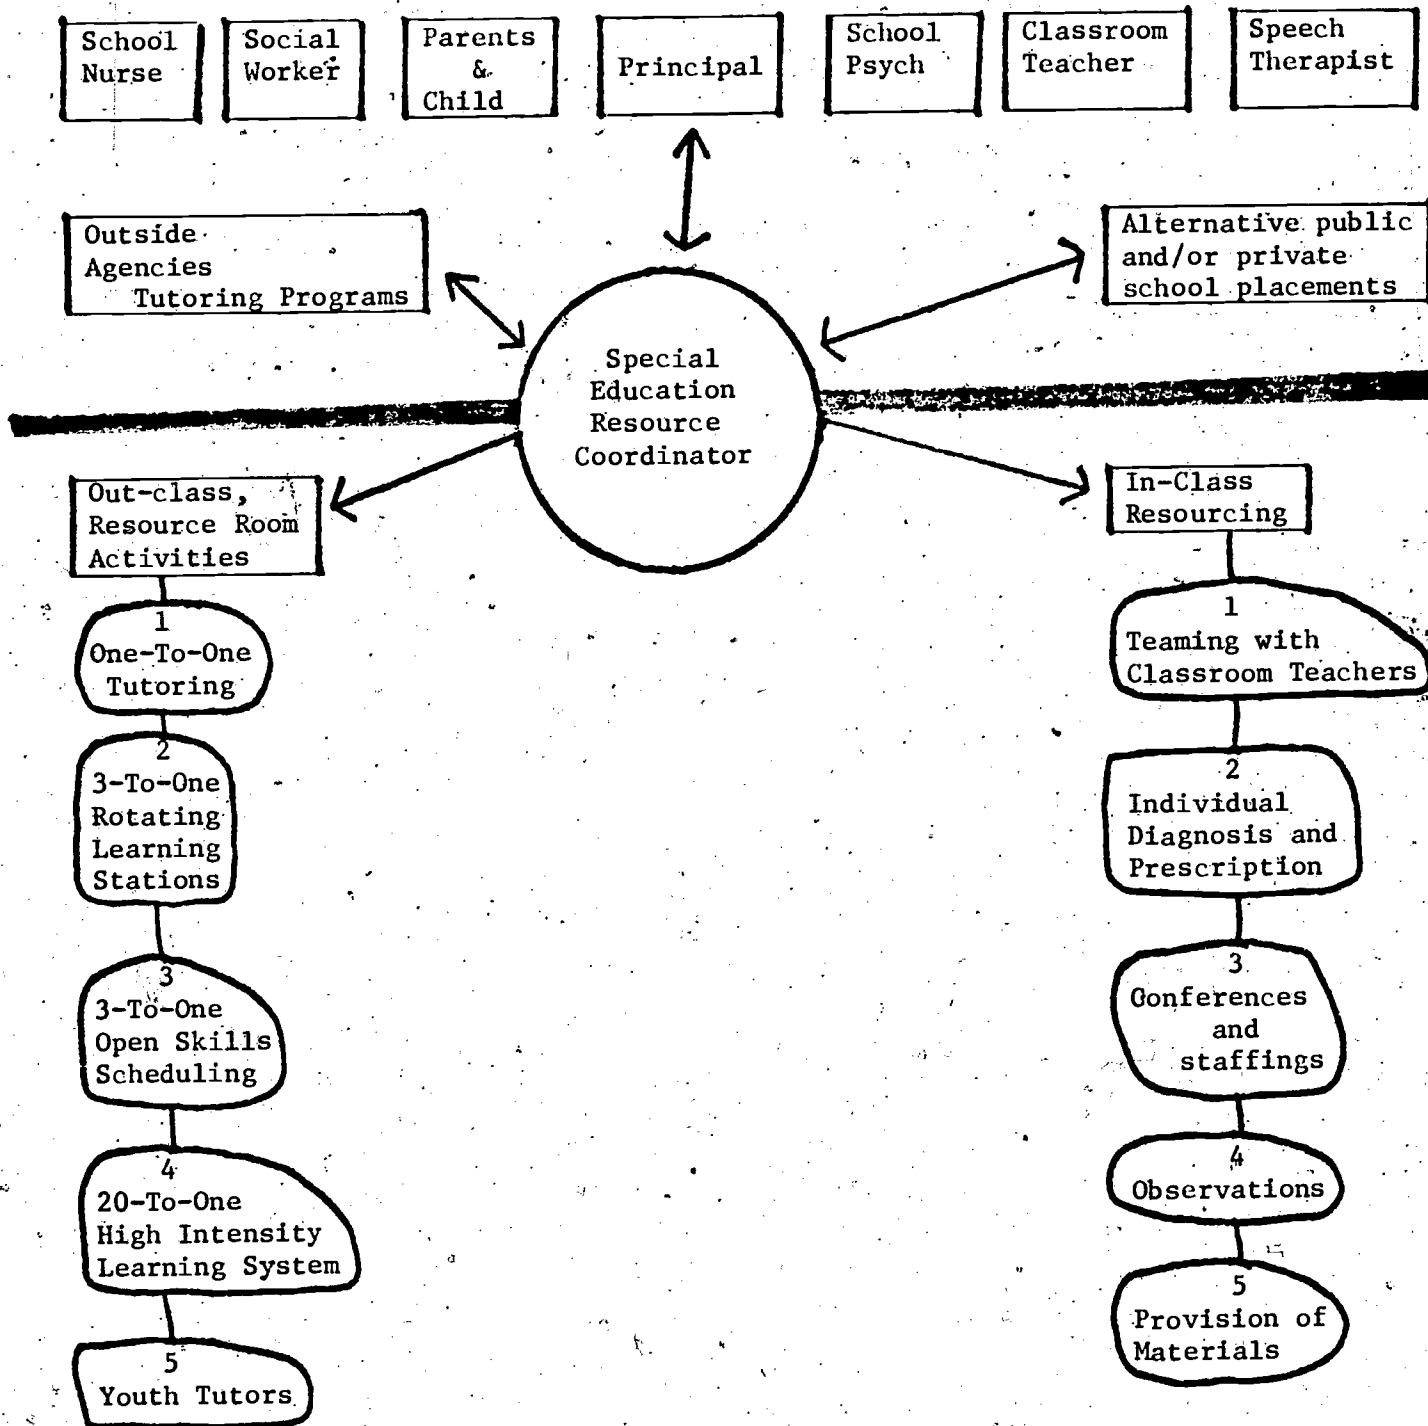 School
Nurse
Social
Worker
Parents
&
Child
Principal
School
Psych
Classroom
Teacher
Speech
Therapist
Outside
Agencies
Tutoring Programs
Alternative public
and/or private
school placements
Special
Education
Resource
Coordinator
Out-class,
Resource Room
Activities
1
One-To-One
Tutoring
2
3-To-One
Rotating
Learning
Stations
3
3-To-One
Open Skills
Scheduling
4
20-To-One
High Intensity
Learning System
5
Youth Tutors
In-Class
Resourcing
1
Teaming with
Classroom Teachers
2
Individual
Diagnosis and
Prescription
3
Conferences
and
staffings
4
Observations
5
Provision of
Materials